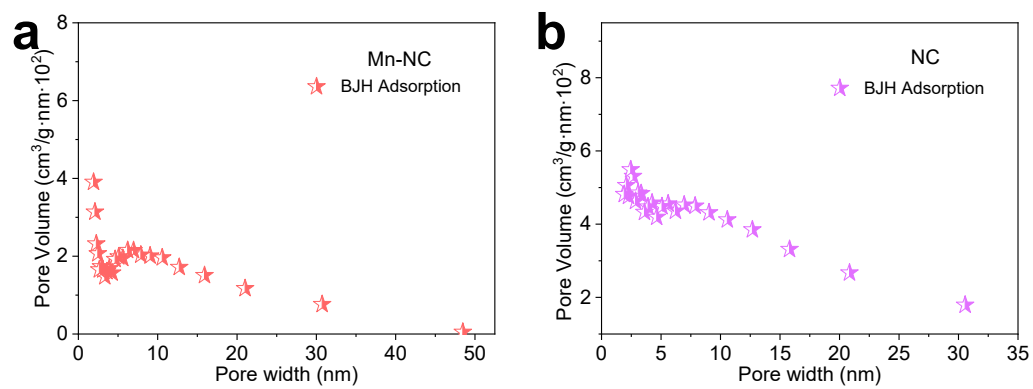 a
Mn-NC
BJH Adsorption
Pore Volume (cm³/g·nm·10²)
8
6
4
2
0
0 10 20 30 40 50
Pore width (nm)
b
NC
BJH Adsorption
Pore Volume (cm³/g·nm·10²)
8
6
4
2
0 5 10 15 20 25 30 35
Pore width (nm)